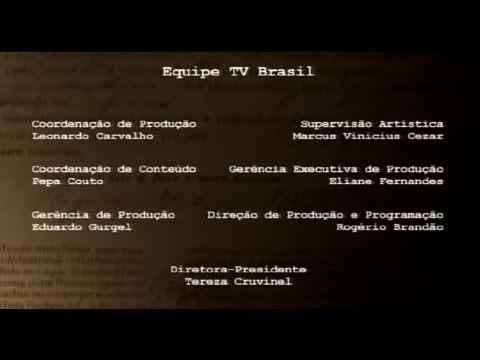 Equipe TV Brasil
Coordenação de Produção
Leonardo Carvalho
Supervisão Artística
Marcus Vinicius Cezar
Coordenação de Conteúdo
Pepa Couto
Gerência Executiva de Produção
Eliane Fernandes
Gerência de Produção
Eduardo Gurgel
Direção de Produção e Programação
Rogério Brandão
Diretora-Presidente
Tereza Cruvinel